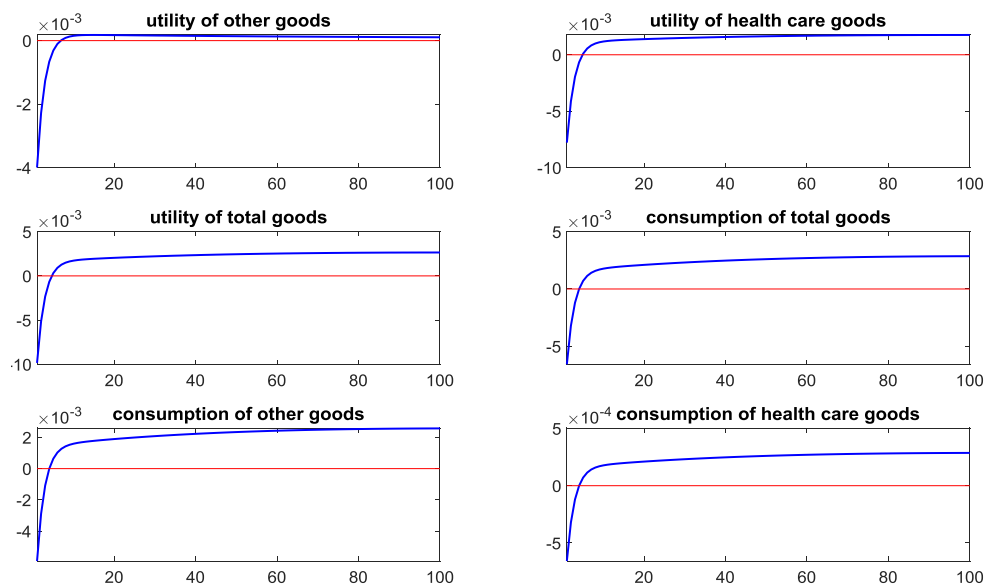 ×10-3 utility of other goods
0
-2
-4
20 40 60 80 100
×10-3 utility of health care goods
0
-5
-10
20 40 60 80 100
×10-3 utility of total goods
5
0
-5
-10
20 40 60 80 100
×10-3 consumption of total goods
5
0
-5
20 40 60 80 100
×10-3 consumption of other goods
2
0
-2
-4
20 40 60 80 100
×10-4 consumption of health care goods
5
0
-5
20 40 60 80 100